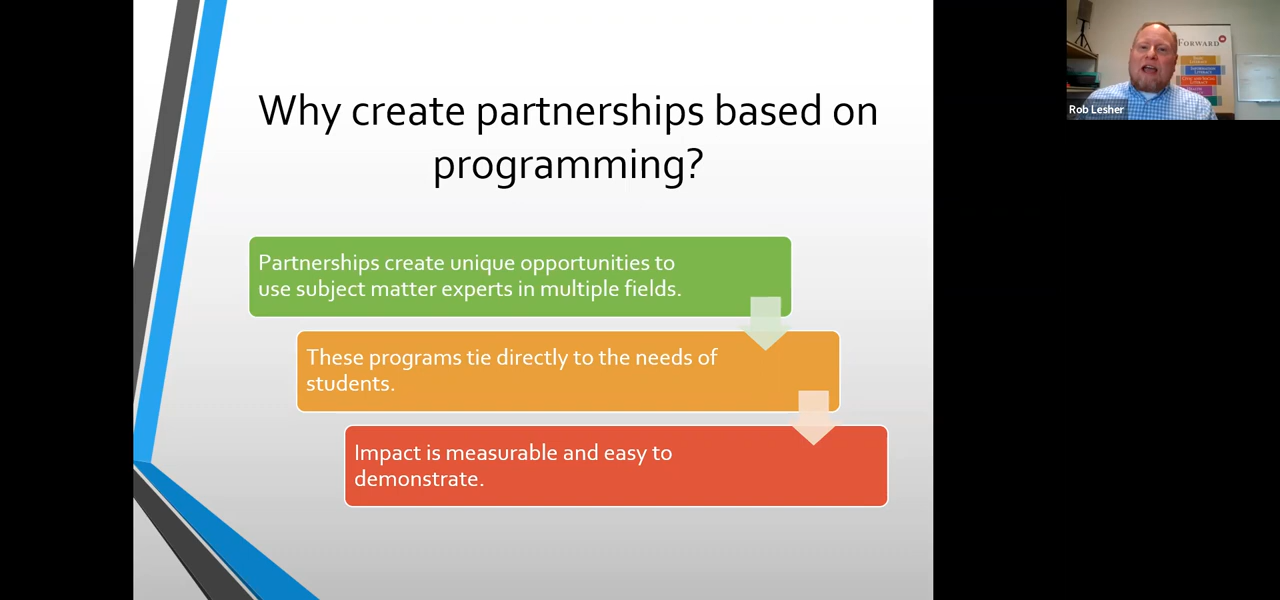 Why create partnerships based on
programming?
Partnerships create unique opportunities to
use subject matter experts in multiple fields.
These programs tie directly to the needs of
students.
Impact is measurable and easy to
demonstrate.
FORWARD
Rob Lesher